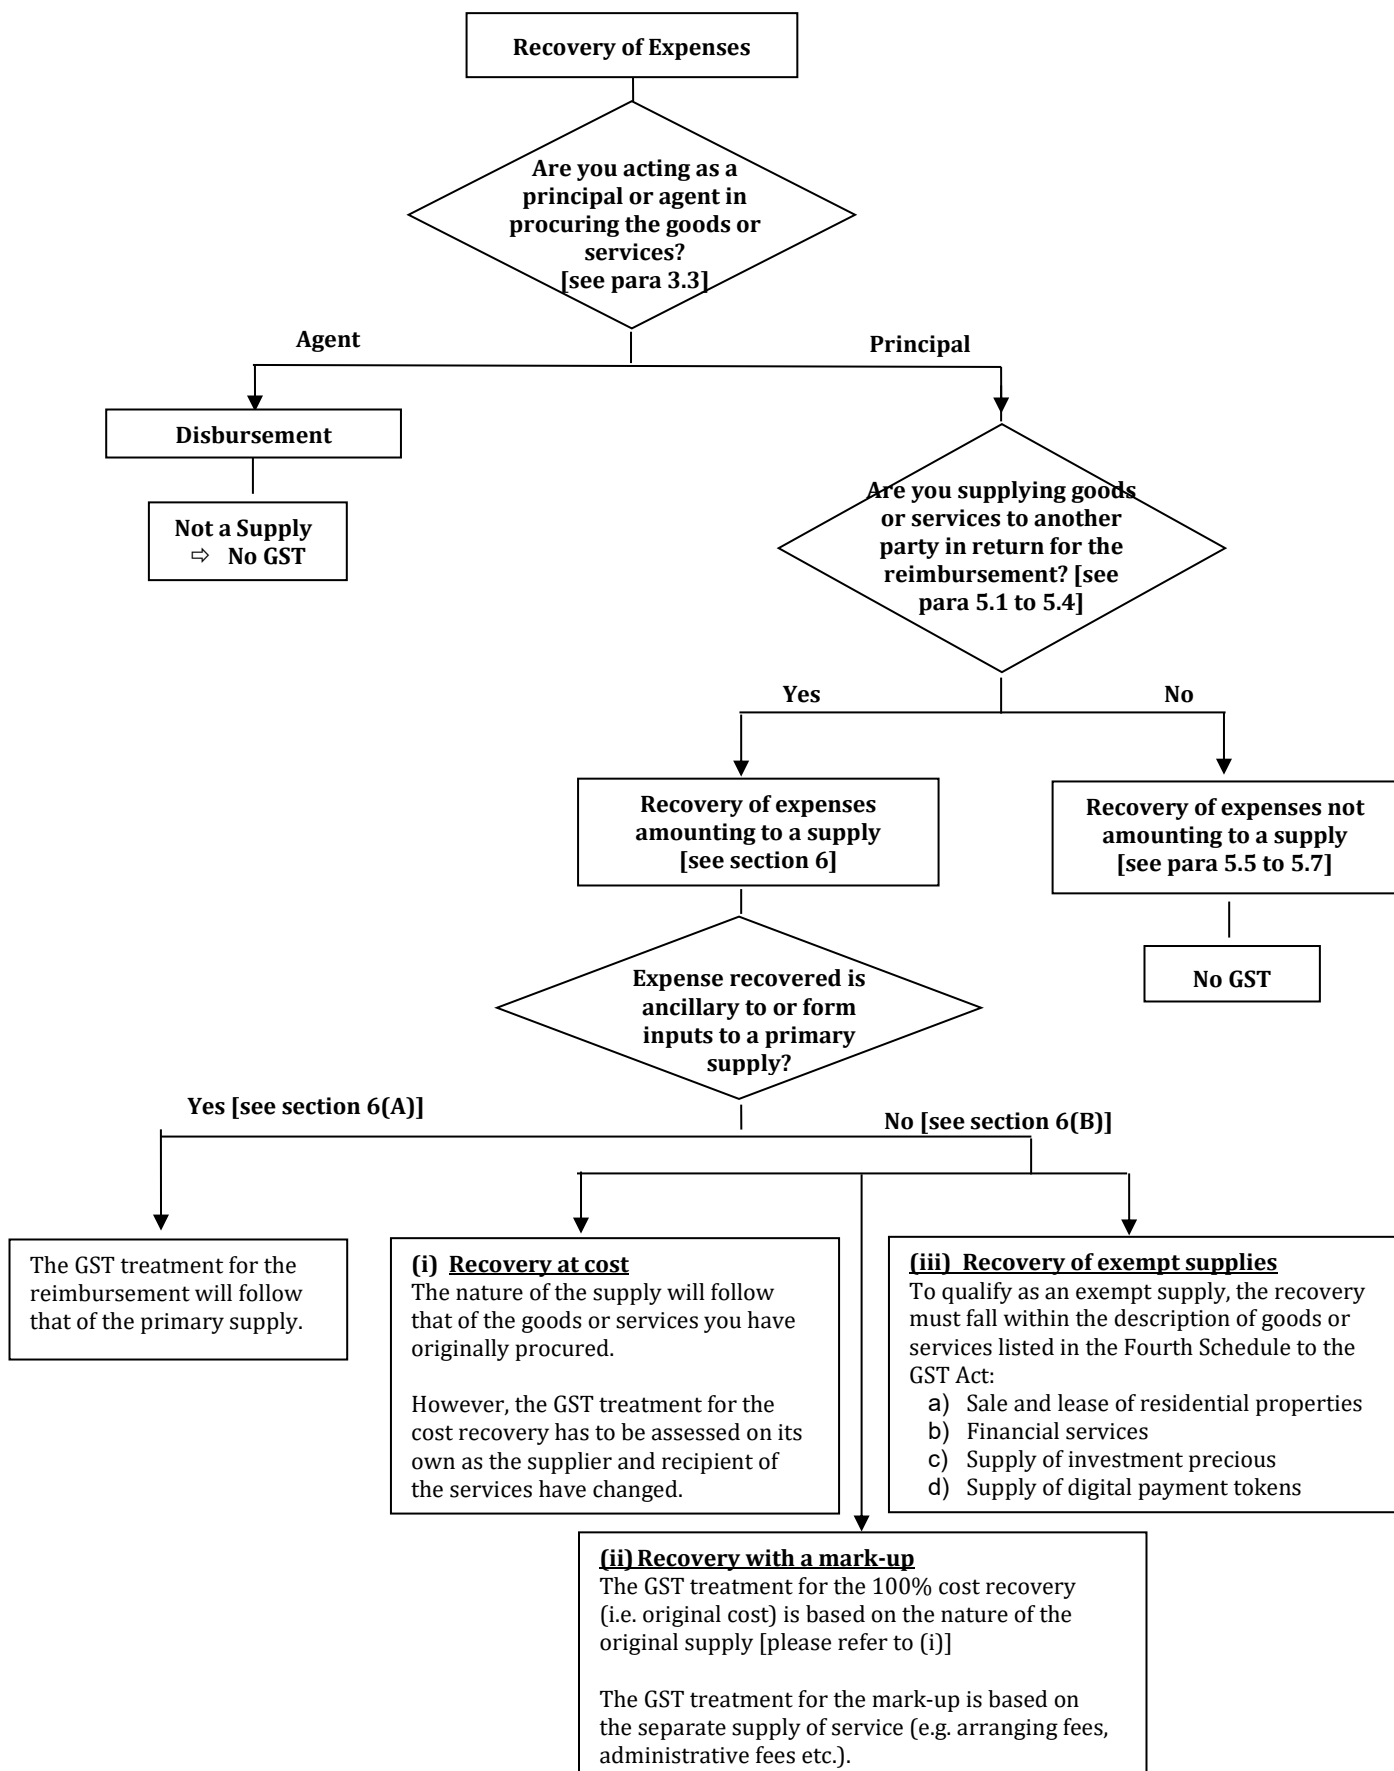 Recovery of Expenses
Are you acting as a
principal or agent in
procuring the goods or
services?
[see para 3.3]
Agent
Principal
Disbursement
Not a Supply
⇨ No GST
Are you supplying goods
or services to another
party in return for the
reimbursement? [see
para 5.1 to 5.4]
Yes
No
Recovery of expenses
amounting to a supply
[see section 6]
Recovery of expenses not
amounting to a supply
[see para 5.5 to 5.7]
No GST
Expense recovered is
ancillary to or form
inputs to a primary
supply?
Yes [see section 6(A)]
No [see section 6(B)]
The GST treatment for the
reimbursement will follow
that of the primary supply.
(i) Recovery at cost
The nature of the supply will follow
that of the goods or services you have
originally procured.
However, the GST treatment for the
cost recovery has to be assessed on its
own as the supplier and recipient of
the services have changed.
(iii) Recovery of exempt supplies
To qualify as an exempt supply, the recovery
must fall within the description of goods or
services listed in the Fourth Schedule to the
GST Act:
a) Sale and lease of residential properties
b) Financial services
c) Supply of investment precious
d) Supply of digital payment tokens
(ii) Recovery with a mark-up
The GST treatment for the 100% cost recovery
(i.e. original cost) is based on the nature of the
original supply [please refer to (i)]
The GST treatment for the mark-up is based on
the separate supply of service (e.g. arranging fees,
administrative fees etc.).